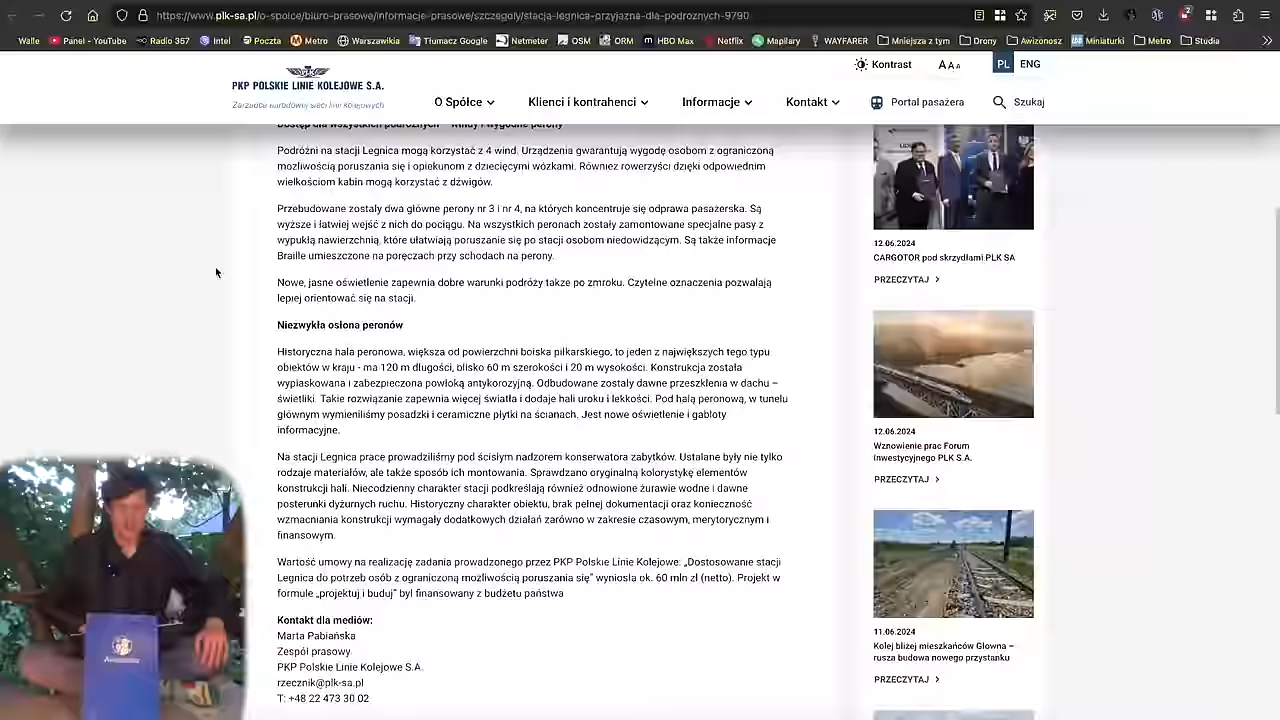 https://www.plk-sa.pl/o-spolce/biuro-prasowe/informacje-prasowe/szczegoly/stacja-legnica-przyjazna-dla-podroznych-9790
Walle
Panel - YouTube
Radio 357
Intel
Poczta
Metro
Warszawikia
Tłumacz Google
Netmeter
OSM
ORM
HBO Max
Netflix
Mapilary
WAYFARER
Mniejsza z tym
Drony
Awizonosz
Miniaturki
Metro
Studia
Kontrast
A A A
PL
ENG
PKP POLSKIE LINIE KOLEJOWE S.A.
Zarządca narodowej sieci linii kolejowych
O Spółce
Klienci i kontrahenci
Informacje
Kontakt
Portal pasażera
Szukaj
Dostęp dla wszystkich podróżnych – windy i wygodne perony
Podróżni na stacji Legnica mogą korzystać z 4 wind. Urządzenia gwarantują wygodę osobom z ograniczoną
możliwością poruszania się i opiekunom z dziecięcymi wózkami. Również rowerzyści dzięki odpowiednim
wielkościom kabin mogą korzystać z dźwigów.
Przebudowane zostały dwa główne perony nr 3 i nr 4, na których koncentruje się odprawa pasażerska. Są
wyższe i łatwiej wejść z nich do pociągu. Na wszystkich peronach zostały zamontowane specjalne pasy z
wypukłą nawierzchnią, które ułatwiają poruszanie się po stacji osobom niedowidzącym. Są także informacje
Braille umieszczone na poręczach przy schodach na perony.
Nowe, jasne oświetlenie zapewnia dobre warunki podróży także po zmroku. Czytelne oznaczenia pozwalają
lepiej orientować się na stacji.
Niezwykła osłona peronów
Historyczna hala peronowa, większa od powierzchni boiska piłkarskiego, to jeden z największych tego typu
obiektów w kraju - ma 120 m długości, blisko 60 m szerokości i 20 m wysokości. Konstrukcja została
wypiaskowana i zabezpieczona powłoką antykorozyjną. Odbudowane zostały dawne przeszklenia w dachu –
świetliki. Takie rozwiązanie zapewnia więcej światła i dodaje hali uroku i lekkości. Pod halą peronową, w tunelu
głównym wymieniliśmy posadzki i ceramiczne płytki na ścianach. Jest nowe oświetlenie i gabloty
informacyjne.
Na stacji Legnica prace prowadziliśmy pod ścisłym nadzorem konserwatora zabytków. Ustalane były nie tylko
rodzaje materiałów, ale także sposób ich montowania. Sprawdzano oryginalną kolorystykę elementów
konstrukcji hali. Niecodzienny charakter stacji podkreślają również odnowione żurawie wodne i dawne
posterunki dyżurnych ruchu. Historyczny charakter obiektu, brak pełnej dokumentacji oraz konieczność
wzmacniania konstrukcji wymagały dodatkowych działań zarówno w zakresie czasowym, merytorycznym i
finansowym.
Wartość umowy na realizację zadania prowadzonego przez PKP Polskie Linie Kolejowe: „Dostosowanie stacji
Legnica do potrzeb osób z ograniczoną możliwością poruszania się” wyniosła ok. 60 mln zł (netto). Projekt w
formule „projektuj i buduj” był finansowany z budżetu państwa
Kontakt dla mediów:
Marta Pabiańska
Zespół prasowy
PKP Polskie Linie Kolejowe S.A.
rzecznik@plk-sa.pl
T: +48 22 473 30 02
12.06.2024
CARGOTOR pod skrzydłami PLK SA
PRZECZYTAJ
12.06.2024
Wznowienie prac Forum
Inwestycyjnego PLK S.A.
PRZECZYTAJ
11.06.2024
Kolej bliżej mieszkańców Głowna –
rusza budowa nowego przystanku
PRZECZYTAJ